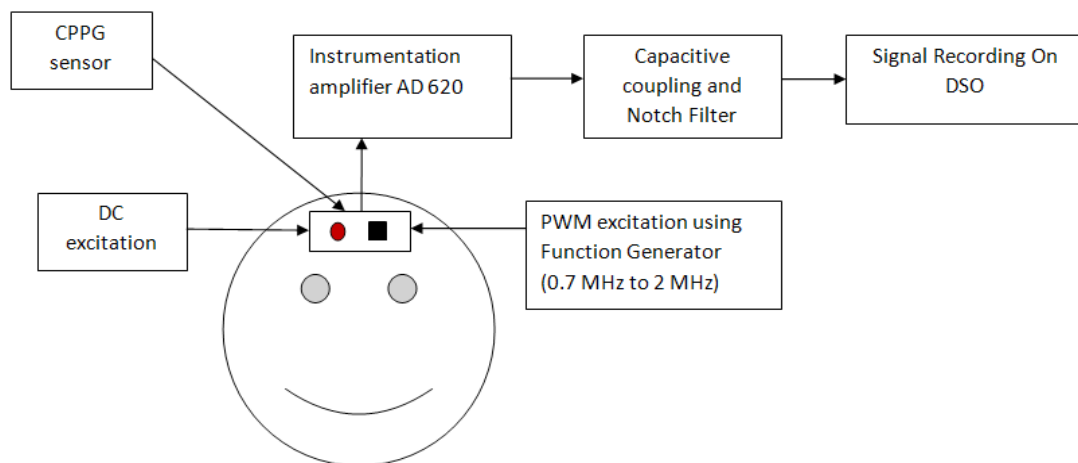 CPPG
sensor
Instrumentation
amplifier AD 620
Capacitive
coupling and
Notch Filter
Signal Recording On
DSO
DC
excitation
PWM excitation using
Function Generator
(0.7 MHz to 2 MHz)